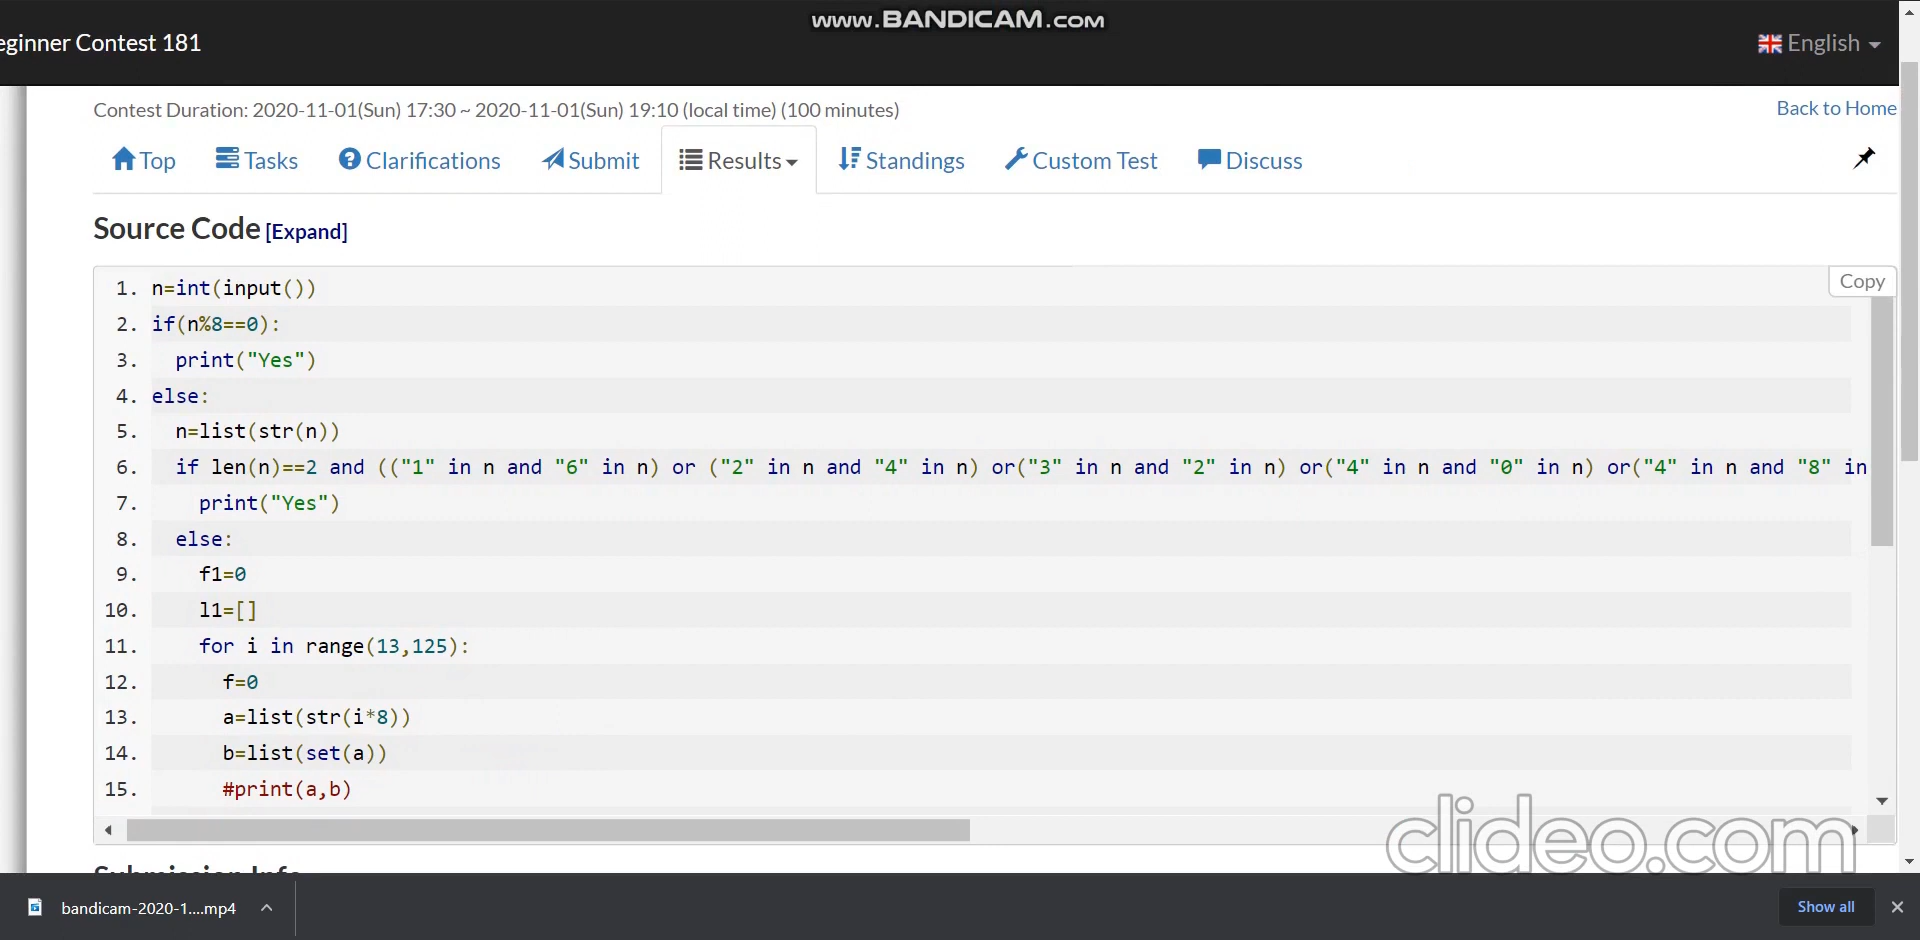 www.BANDICAM.com
eginner Contest 181
English
Contest Duration: 2020-11-01(Sun) 17:30 ~ 2020-11-01(Sun) 19:10 (local time) (100 minutes)
Back to Home
Top Tasks Clarifications Submit Results Standings Custom Test Discuss
Source Code [Expand]
Copy
1. n=int(input())
2. if(n%8==0):
3. print("Yes")
4. else:
5. n=list(str(n))
6. if len(n)==2 and (("1" in n and "6" in n) or ("2" in n and "4" in n) or("3" in n and "2" in n) or("4" in n and "0" in n) or("4" in n and "8" in
7. print("Yes")
8. else:
9. f1=0
10. l1=[]
11. for i in range(13,125):
12. f=0
13. a=list(str(i*8))
14. b=list(set(a))
15. #print(a,b)
clideo.com
Submission Info
bandicam-2020-1....mp4
Show all